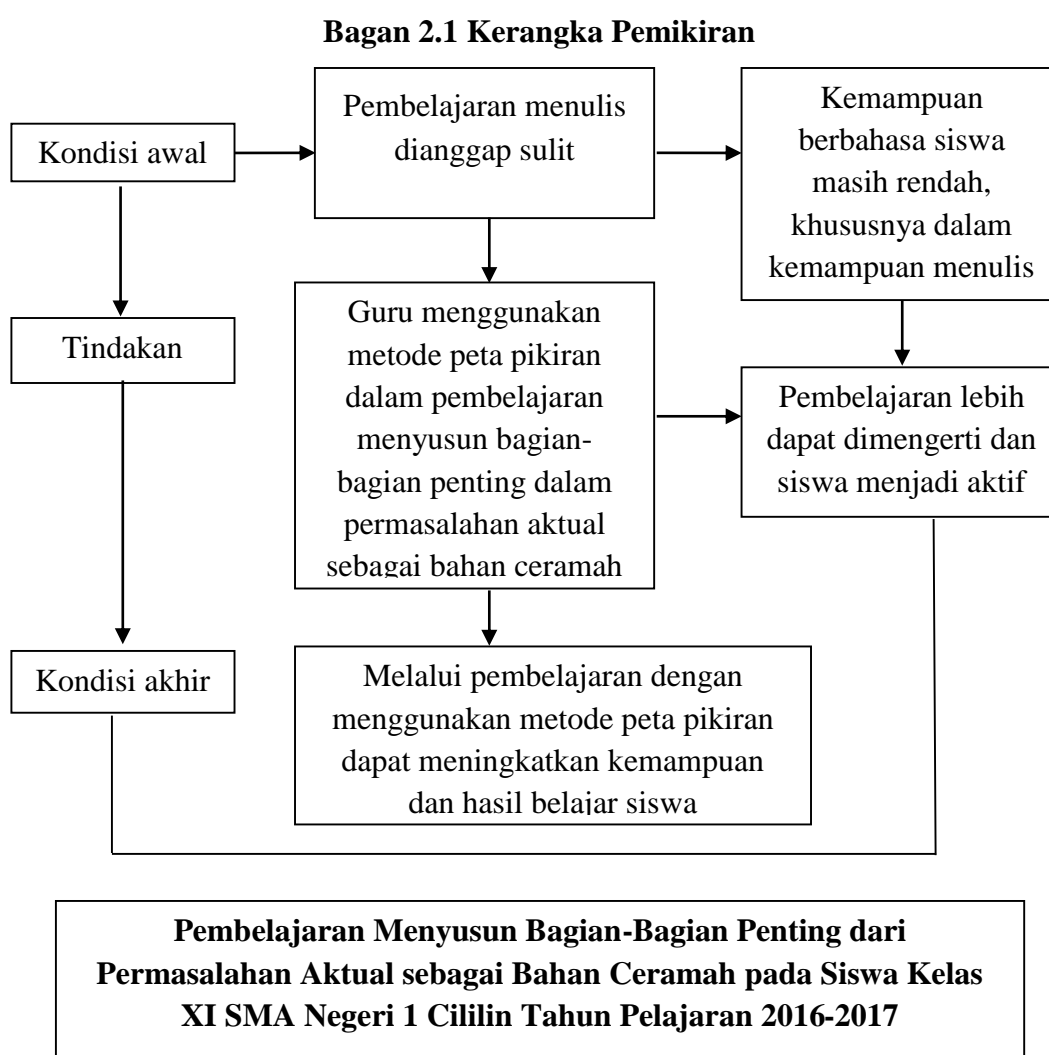 Bagan 2.1 Kerangka Pemikiran
Kondisi awal
Pembelajaran menulis
dianggap sulit
Kemampuan
berbahasa siswa
masih rendah,
khususnya dalam
kemampuan menulis
Tindakan
Guru menggunakan
metode peta pikiran
dalam pembelajaran
menyusun bagian-
bagian penting dalam
permasalahan aktual
sebagai bahan ceramah
Pembelajaran lebih
dapat dimengerti dan
siswa menjadi aktif
Kondisi akhir
Melalui pembelajaran dengan
menggunakan metode peta pikiran
dapat meningkatkan kemampuan
dan hasil belajar siswa
Pembelajaran Menyusun Bagian-Bagian Penting dari
Permasalahan Aktual sebagai Bahan Ceramah pada Siswa Kelas
XI SMA Negeri 1 Cililin Tahun Pelajaran 2016-2017